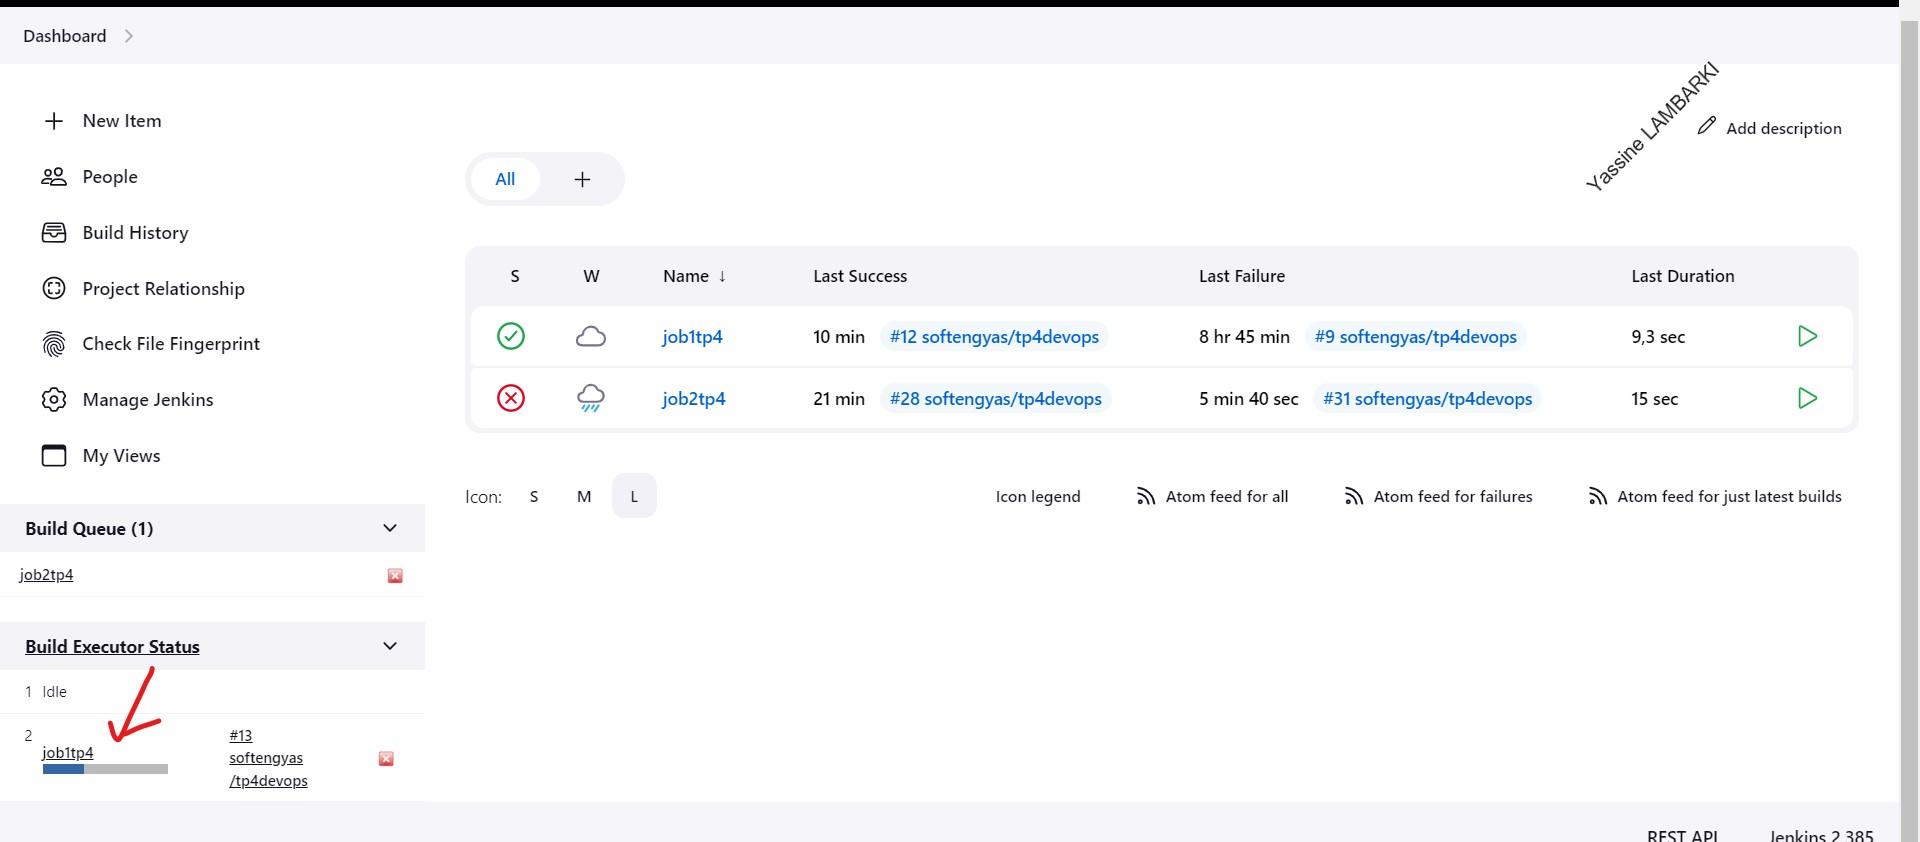 Dashboard
Yassine LAMBARKI
New Item
Add description
People
All
Build History
Project Relationship
S W Name ↓ Last Success Last Failure Last Duration
Check File Fingerprint
job1tp4 10 min #12 softengyas/tp4devops 8 hr 45 min #9 softengyas/tp4devops 9,3 sec
Manage Jenkins
job2tp4 21 min #28 softengyas/tp4devops 5 min 40 sec #31 softengyas/tp4devops 15 sec
My Views
Icon: S M L Icon legend Atom feed for all Atom feed for failures Atom feed for just latest builds
Build Queue (1)
job2tp4
Build Executor Status
1 Idle
2 job1tp4
#13
softengyas
/tp4devops
REST API Jenkins 2.385